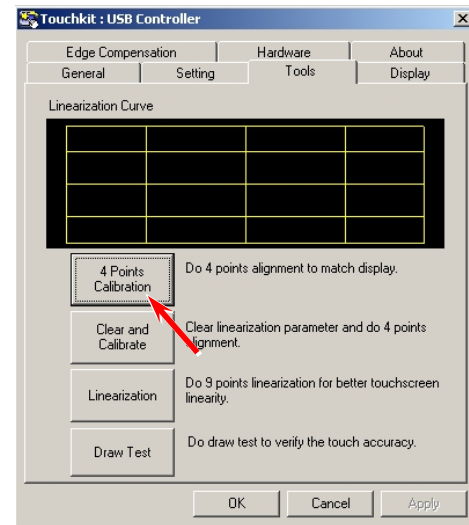 Touchkit : USB Controller
Edge Compensation Hardware About
General Setting Tools Display
Linearization Curve
4 Points
Calibration
Do 4 points alignment to match display.
Clear and
Calibrate
Clear linearization parameter and do 4 points
alignment.
Linearization
Do 9 points linearization for better touchscreen
linearity.
Draw Test
Do draw test to verify the touch accuracy.
OK Cancel Apply